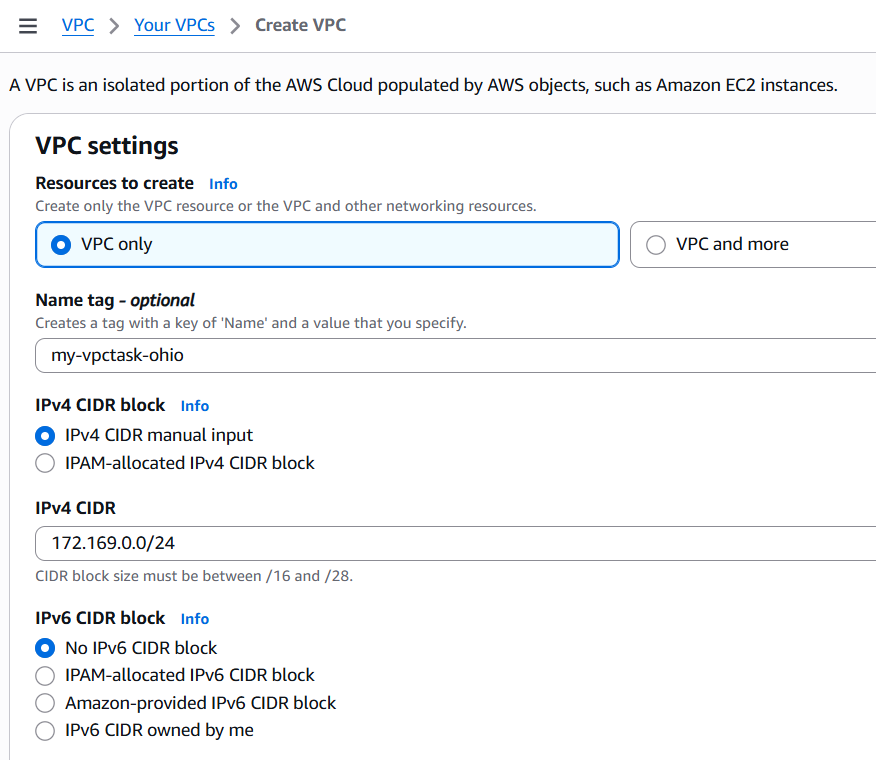 VPC > Your VPCs > Create VPC
A VPC is an isolated portion of the AWS Cloud populated by AWS objects, such as Amazon EC2 instances.
VPC settings
Resources to create Info
Create only the VPC resource or the VPC and other networking resources.
VPC only VPC and more
Name tag - optional
Creates a tag with a key of 'Name' and a value that you specify.
my-vpctask-ohio
IPv4 CIDR block Info
IPv4 CIDR manual input
IPAM-allocated IPv4 CIDR block
IPv4 CIDR
172.169.0.0/24
CIDR block size must be between /16 and /28.
IPv6 CIDR block Info
No IPv6 CIDR block
IPAM-allocated IPv6 CIDR block
Amazon-provided IPv6 CIDR block
IPv6 CIDR owned by me